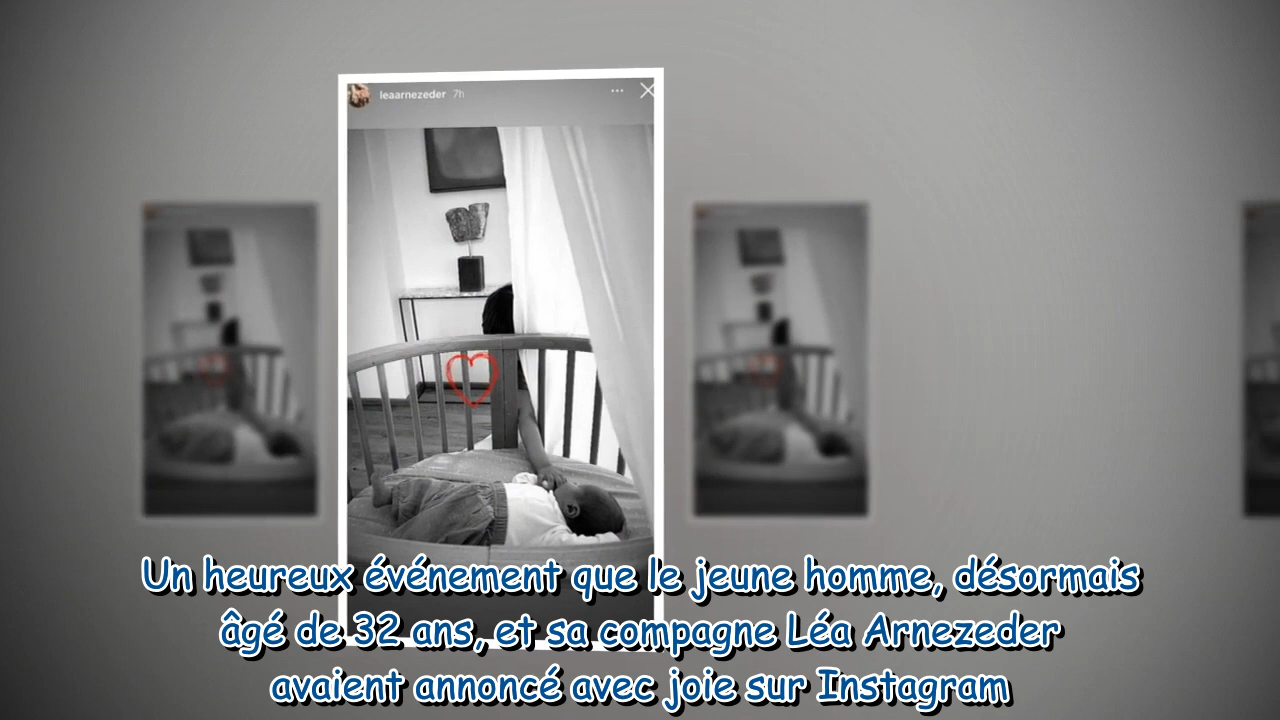 leaarnezeder 7h
Un heureux événement que le jeune homme, désormais
âgé de 32 ans, et sa compagne Léa Arnezeder
avaient annoncé avec joie sur Instagram